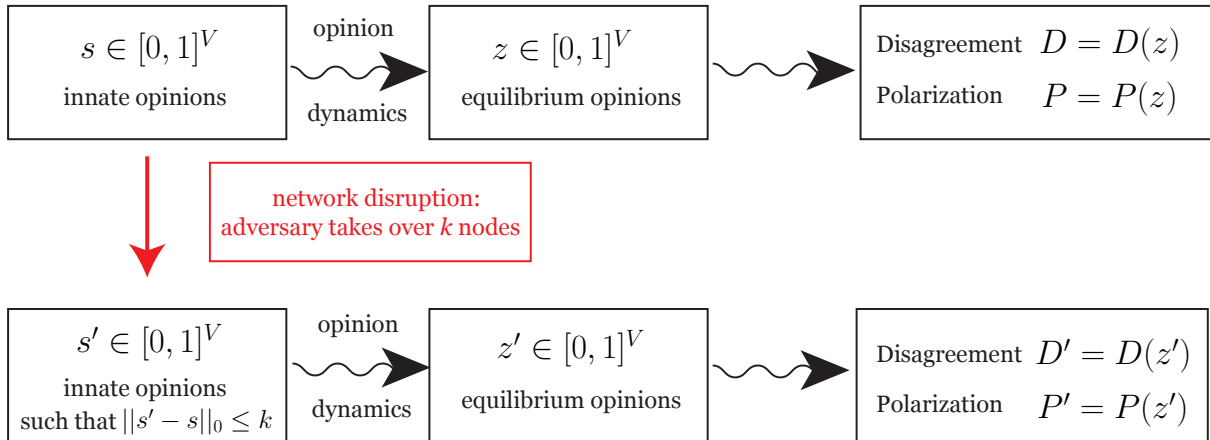 s ∈ [0, 1]^V
innate opinions
opinion
dynamics
z ∈ [0, 1]^V
equilibrium opinions
Disagreement D = D(z)
Polarization P = P(z)
network disruption:
adversary takes over k nodes
s′ ∈ [0, 1]^V
innate opinions
such that ||s′ − s||₀ ≤ k
opinion
dynamics
z′ ∈ [0, 1]^V
equilibrium opinions
Disagreement D′ = D(z′)
Polarization P′ = P(z′)